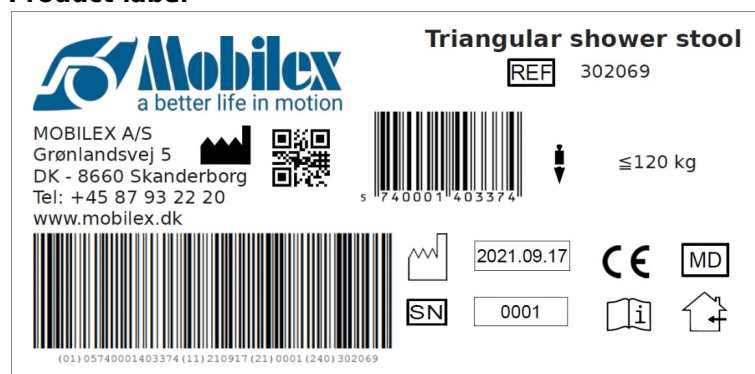 Product label
Mobilex
a better life in motion
Triangular shower stool
REF 302069
MOBILEX A/S
Grønlandsvej 5
DK - 8660 Skanderborg
Tel: +45 87 93 22 20
www.mobilex.dk
5 740001 403374
≦120 kg
2021.09.17
CE
MD
SN
0001
i
(01)05740001403374(11)210917(21)0001(240)302069